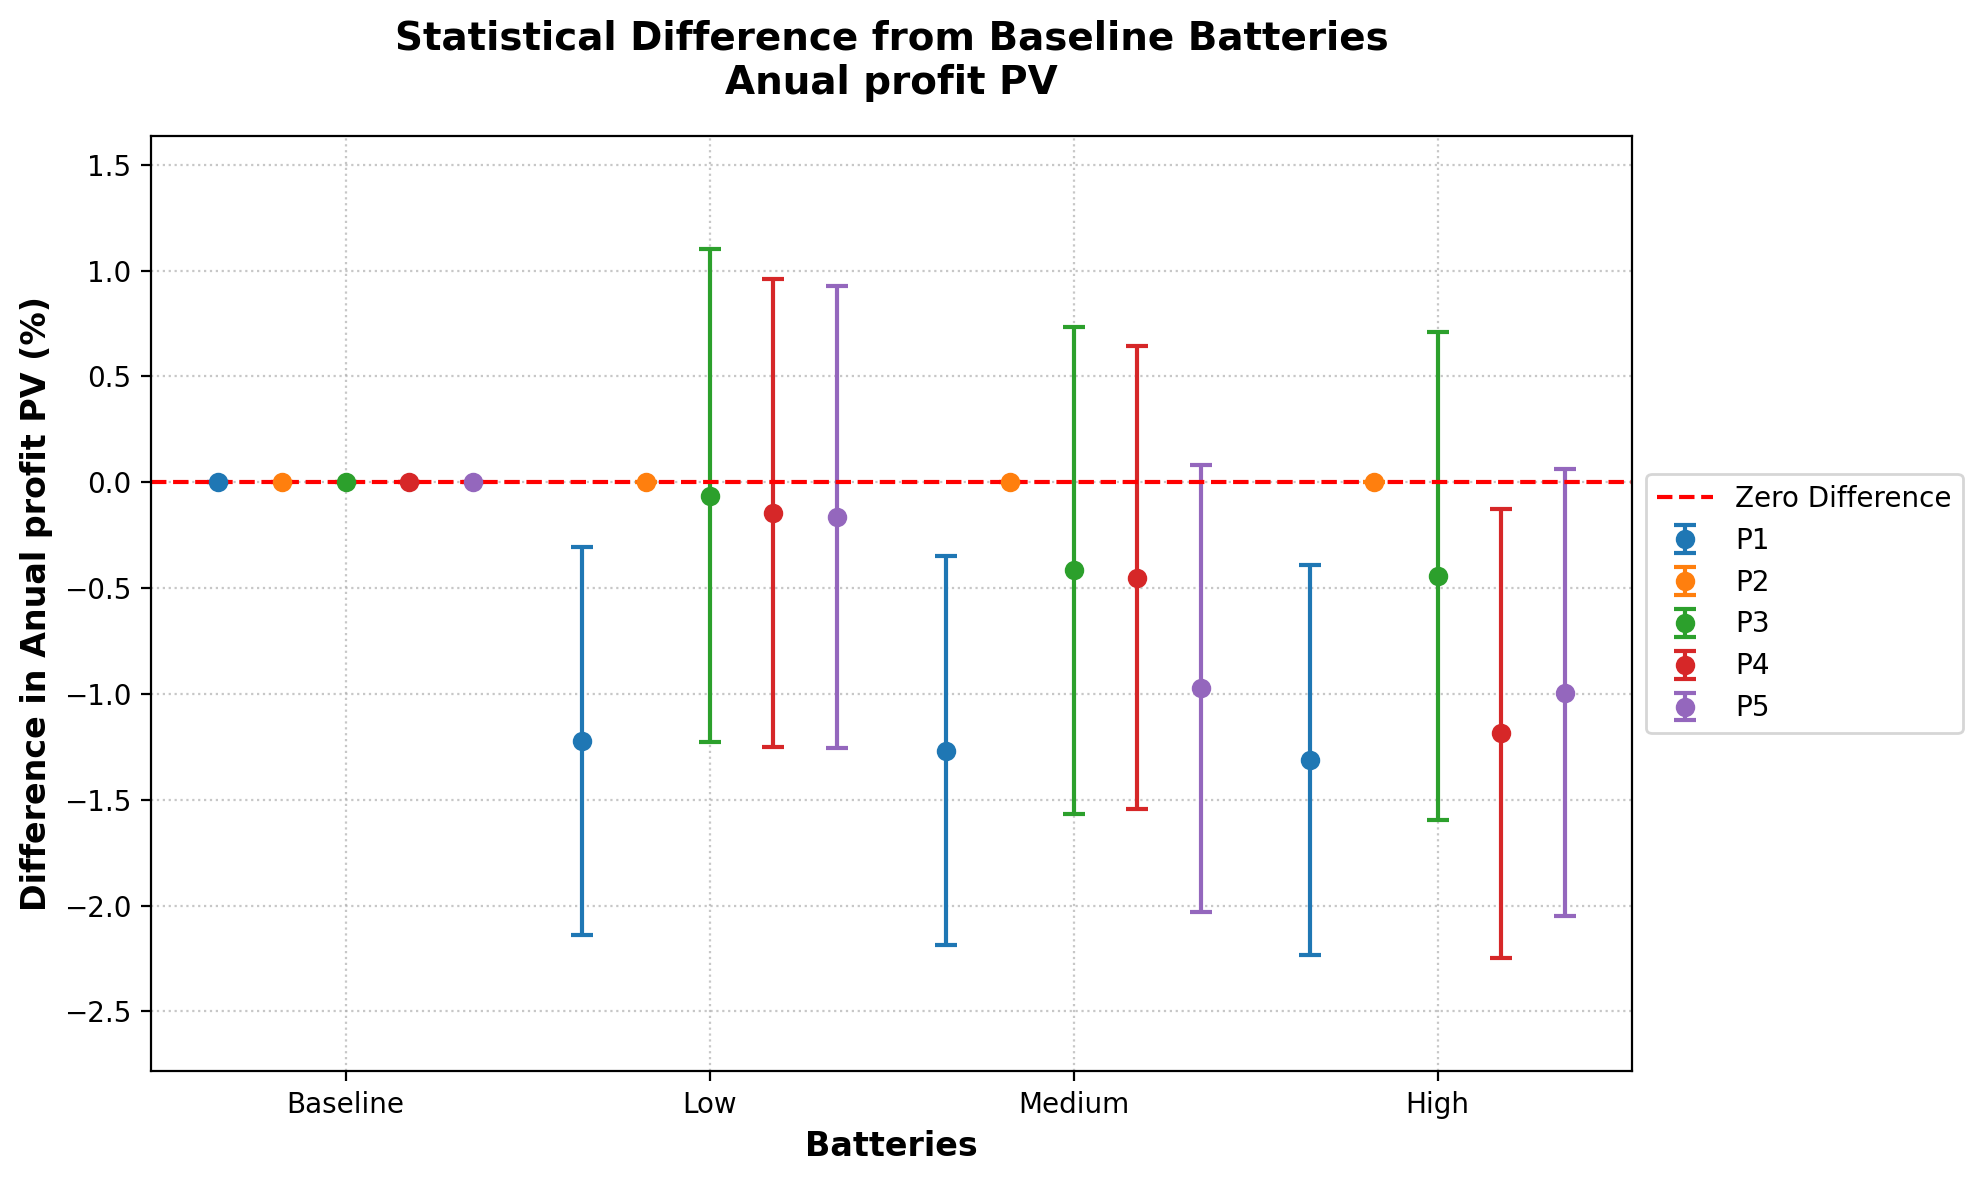 Statistical Difference from Baseline Batteries
Anual profit PV
Difference in Anual profit PV (%)
1.5
1.0
0.5
0.0
−0.5
−1.0
−1.5
−2.0
−2.5
Baseline
Low
Medium
High
Batteries
Zero Difference
P1
P2
P3
P4
P5